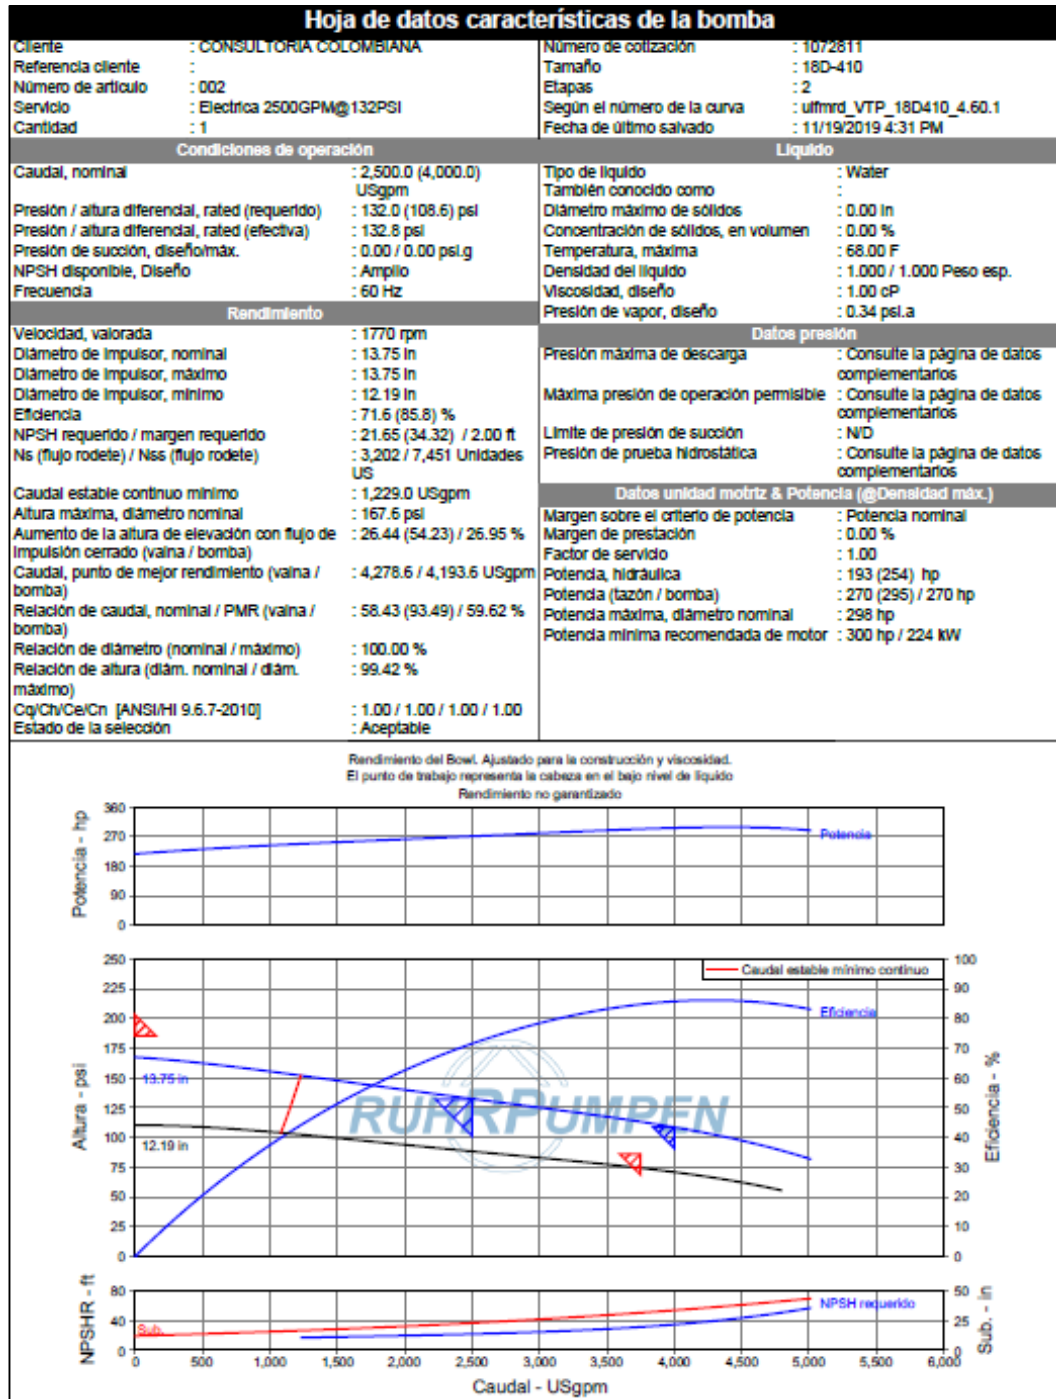 Hoja de datos características de la bomba
Cliente : CONSULTORIA COLOMBIANA
Referencia cliente :
Número de artículo : 002
Servicio : Electrica 2500GPM@132PSI
Cantidad : 1
Número de cotización : 1072811
Tamaño : 18D-410
Etapas : 2
Según el número de la curva : ulfmrd_VTP_18D410_4.60.1
Fecha de último salvado : 11/19/2019 4:31 PM
Condiciones de operación
Caudal, nominal : 2,500.0 (4,000.0)
USgpm
Presión / altura diferencial, rated (requerido) : 132.0 (108.6) psi
Presión / altura diferencial, rated (efectiva) : 132.8 psi
Presión de succión, diseño/máx. : 0.00 / 0.00 psi.g
NPSH disponible, Diseño : Amplio
Frecuencia : 60 Hz
Líquido
Tipo de líquido : Water
También conocido como :
Diámetro máximo de sólidos : 0.00 in
Concentración de sólidos, en volumen : 0.00 %
Temperatura, máxima : 68.00 F
Densidad del líquido : 1.000 / 1.000 Peso esp.
Viscosidad, diseño : 1.00 cP
Presión de vapor, diseño : 0.34 psi.a
Rendimiento
Velocidad, valorada : 1770 rpm
Diámetro de impulsor, nominal : 13.75 in
Diámetro de impulsor, máximo : 13.75 in
Diámetro de impulsor, mínimo : 12.19 in
Eficiencia : 71.6 (85.8) %
NPSH requerido / margen requerido : 21.65 (34.32) / 2.00 ft
Ns (flujo rodete) / Nss (flujo rodete) : 3,202 / 7,451 Unidades
US
Caudal estable continuo mínimo : 1,229.0 USgpm
Altura máxima, diámetro nominal : 167.6 psi
Aumento de la altura de elevación con flujo de : 26.44 (54.23) / 26.95 %
impulsión cerrado (vaina / bomba)
Caudal, punto de mejor rendimiento (vaina / : 4,278.6 / 4,193.6 USgpm
bomba)
Relación de caudal, nominal / PMR (vaina / : 58.43 (93.49) / 59.62 %
bomba)
Relación de diámetro (nominal / máximo) : 100.00 %
Relación de altura (diám. nominal / diám. : 99.42 %
máximo)
Cq/Ch/Ce/Cn [ANSI/HI 9.6.7-2010] : 1.00 / 1.00 / 1.00 / 1.00
Estado de la selección : Aceptable
Datos presión
Presión máxima de descarga : Consulte la página de datos
complementarios
Máxima presión de operación permisible : Consulte la página de datos
complementarios
Límite de presión de succión : N/D
Presión de prueba hidrostática : Consulte la página de datos
complementarios
Datos unidad motriz & Potencia (@Densidad máx.)
Margen sobre el criterio de potencia : Potencia nominal
Margen de prestación : 0.00 %
Factor de servicio : 1.00
Potencia, hidráulica : 193 (254) hp
Potencia (tazón / bomba) : 270 (295) / 270 hp
Potencia máxima, diámetro nominal : 298 hp
Potencia mínima recomendada de motor : 300 hp / 224 kW
Rendimiento del Bowl. Ajustado para la construcción y viscosidad.
El punto de trabajo representa la cabeza en el bajo nivel de líquido
Rendimiento no garantizado
Potencia - hp
360
270
180
90
0
Potencia
Altura - psi
250
225
200
175
150
125
100
75
50
25
0
Caudal estable mínimo continuo
Eficiencia
13.75 in
12.19 in
RUHRPUMPEN
100
90
80
70
60
50
40
30
20
10
0
Eficiencia - %
NPSHR - ft
80
40
0
Sub.
NPSH requerido
50
25
0
Sub. - in
0 500 1,000 1,500 2,000 2,500 3,000 3,500 4,000 4,500 5,000 5,500 6,000
Caudal - USgpm